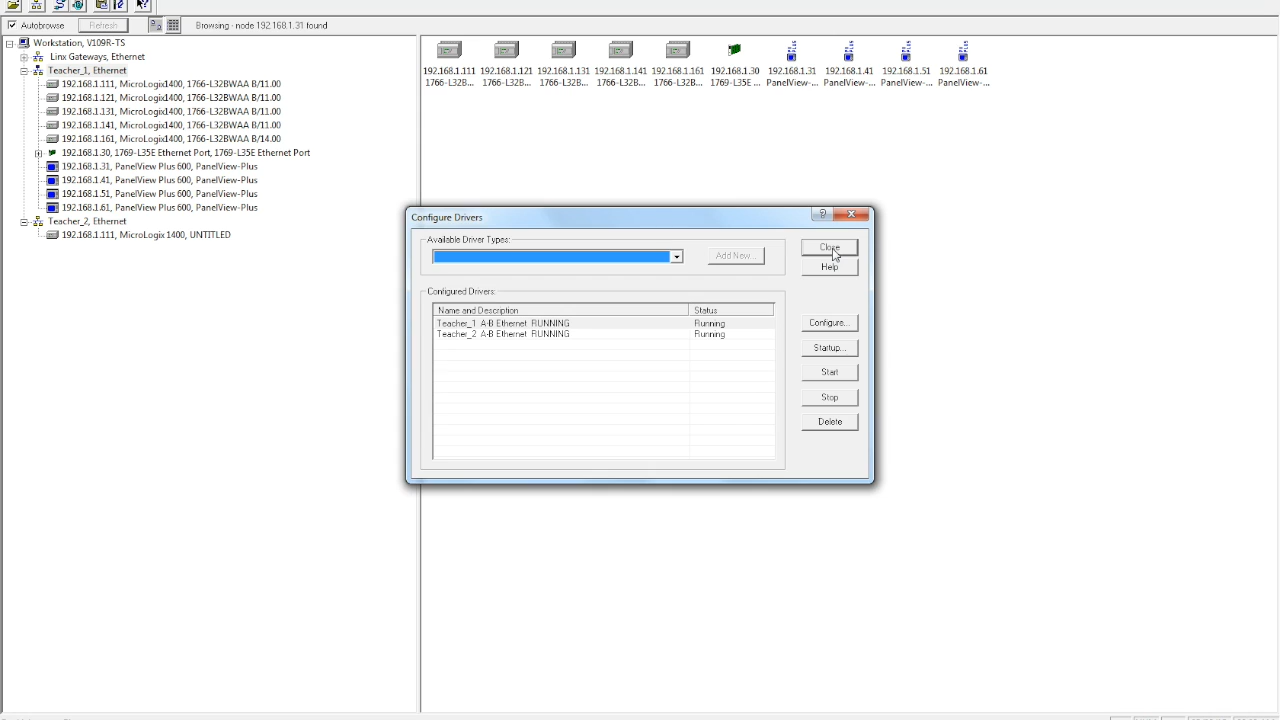 Autobrowse
Refresh
Browsing - node 192.168.1.31 found
Workstation, V109R-TS
Linx Gateways, Ethernet
Teacher_1, Ethernet
192.168.1.111, MicroLogix1400, 1766-L32BWAA B/11.00
192.168.1.121, MicroLogix1400, 1766-L32BWAA B/11.00
192.168.1.131, MicroLogix1400, 1766-L32BWAA B/11.00
192.168.1.141, MicroLogix1400, 1766-L32BWAA B/11.00
192.168.1.161, MicroLogix1400, 1766-L32BWAA B/14.00
192.168.1.30, 1769-L35E Ethernet Port, 1769-L35E Ethernet Port
192.168.1.31, PanelView Plus 600, PanelView-Plus
192.168.1.41, PanelView Plus 600, PanelView-Plus
192.168.1.51, PanelView Plus 600, PanelView-Plus
192.168.1.61, PanelView Plus 600, PanelView-Plus
Teacher_2, Ethernet
192.168.1.111, MicroLogix 1400, UNTITLED
192.168.1.111 192.168.1.121 192.168.1.131 192.168.1.141 192.168.1.161 192.168.1.30 192.168.1.31 192.168.1.41 192.168.1.51 192.168.1.61
1766-L32B... 1766-L32B... 1766-L32B... 1766-L32B... 1766-L32B... 1769-L35E ... PanelView-... PanelView-... PanelView-... PanelView-...
Configure Drivers
Available Driver Types:
Add New...
Close
Help
Configured Drivers:
Name and Description Status
Teacher_1 A-B Ethernet RUNNING Running
Teacher_2 A-B Ethernet RUNNING Running
Configure...
Startup...
Start
Stop
Delete